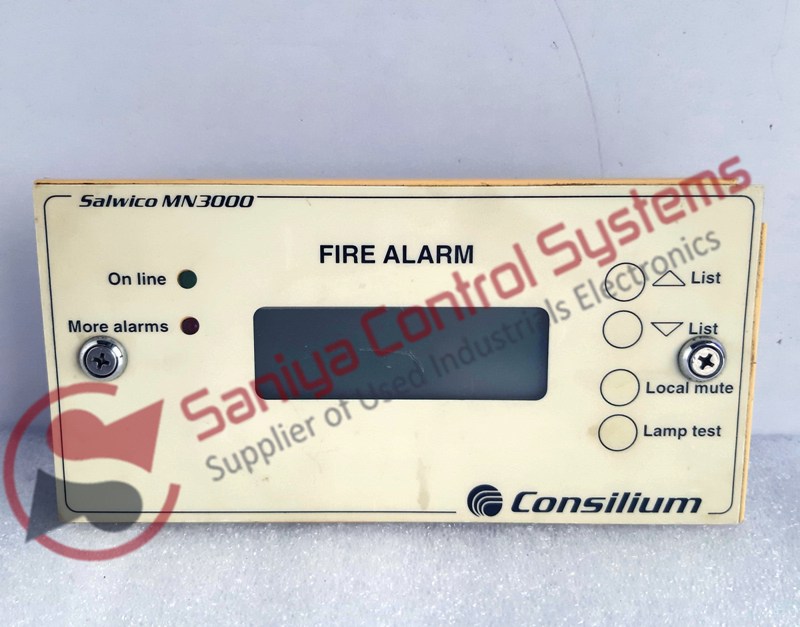 Salwico MN3000
FIRE ALARM
On line
List
More alarms
List
Local mute
Lamp test
Consilium
Saniya Control Systems
Supplier of Used Industrials Electronics